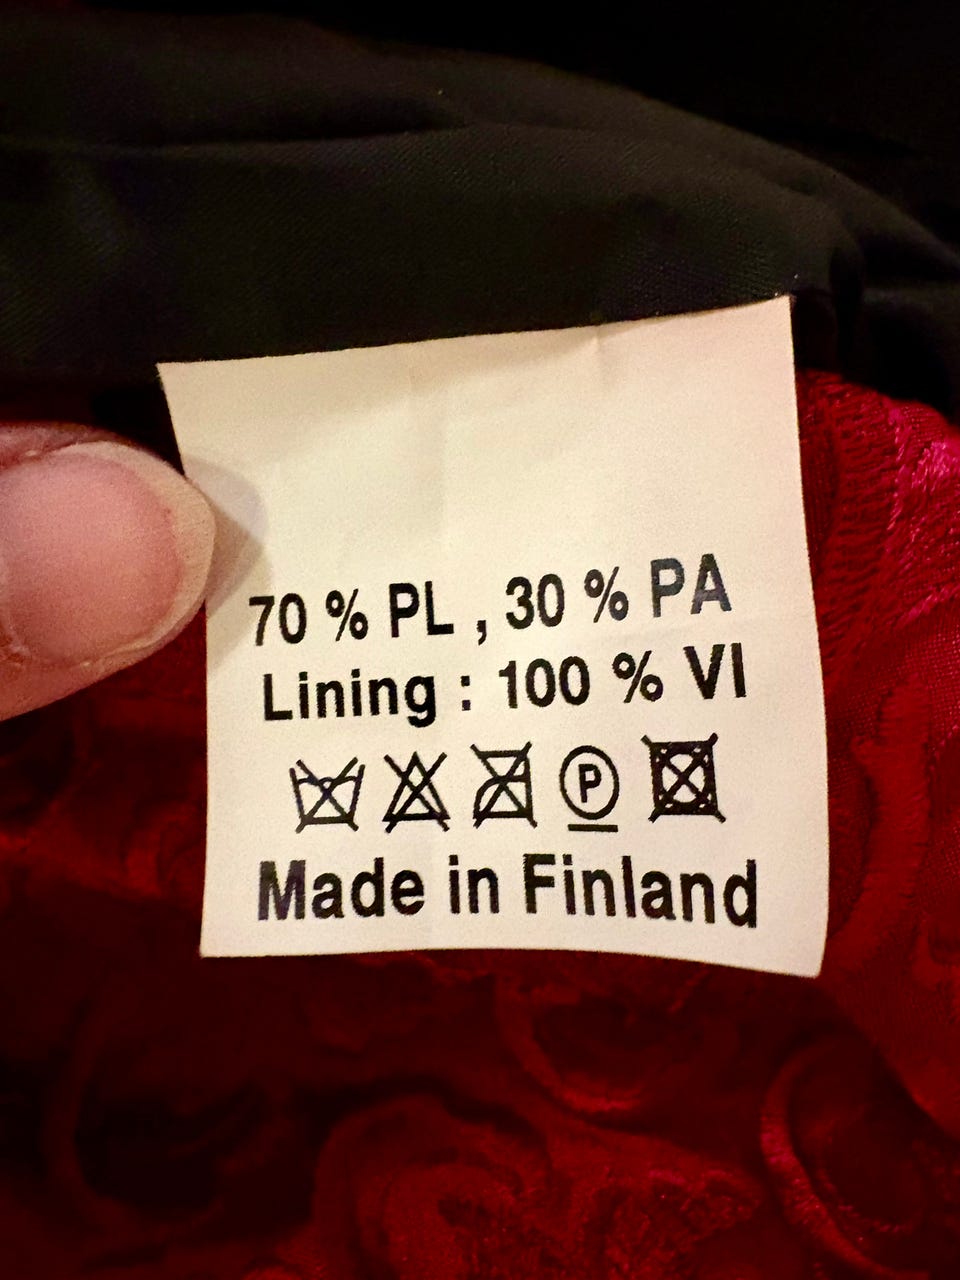 70 % PL , 30 % PA
Lining : 100 % VI
P
Made in Finland